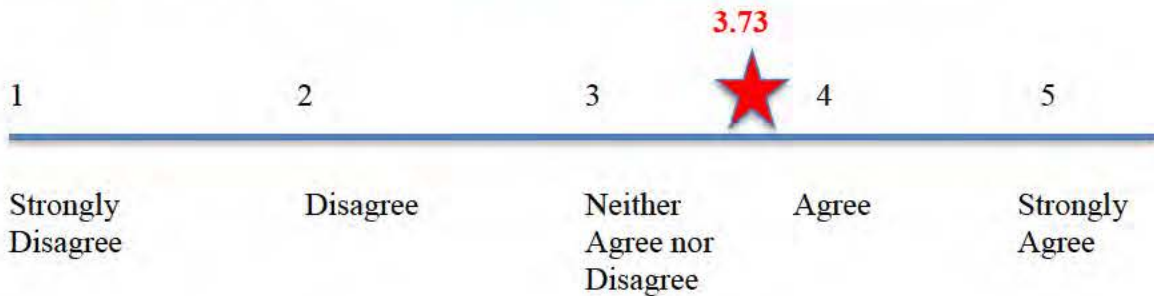 3.73
1 2 3 4 5
Strongly Disagree Neither Agree Strongly
Disagree Agree nor Agree
Disagree